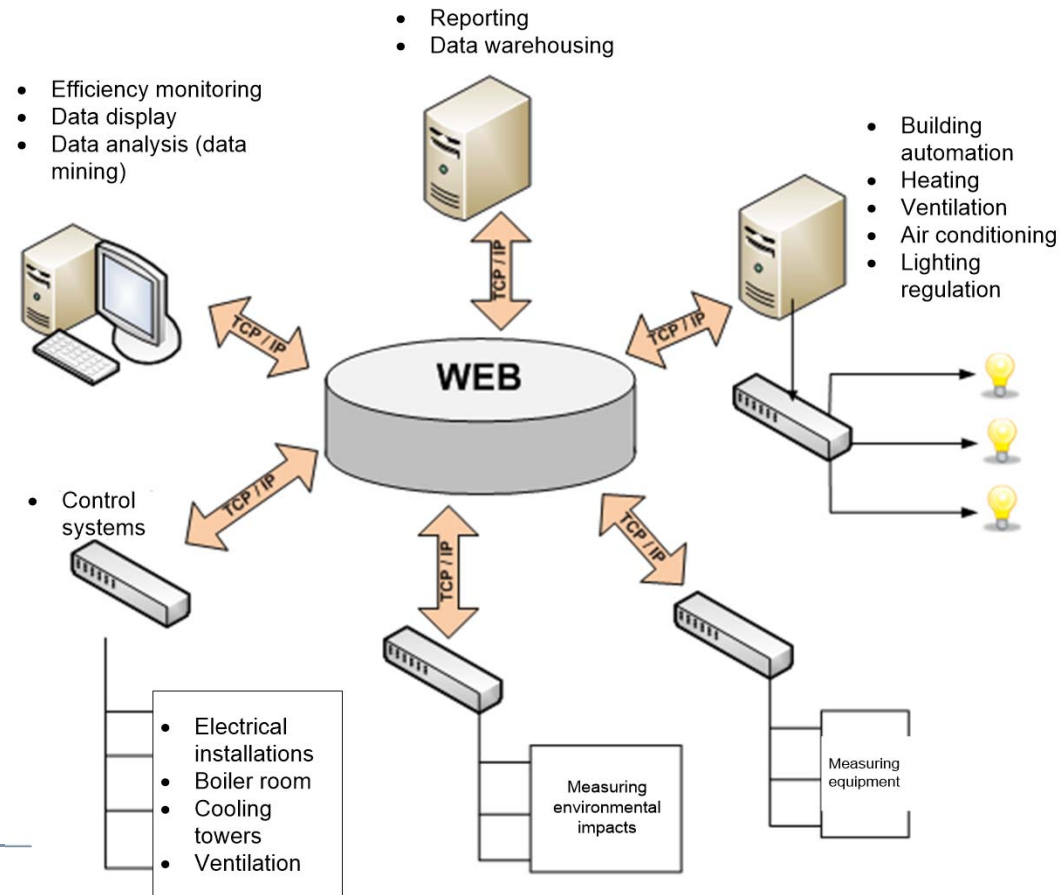 Reporting
Data warehousing
Efficiency monitoring
Data display
Data analysis (data
mining)
Building
automation
Heating
Ventilation
Air conditioning
Lighting
regulation
TCP / IP
TCP / IP
TCP / IP
WEB
TCP / IP
TCP / IP
TCP / IP
Control
systems
Electrical
installations
Boiler room
Cooling
towers
Ventilation
Measuring
environmental
impacts
Measuring
equipment